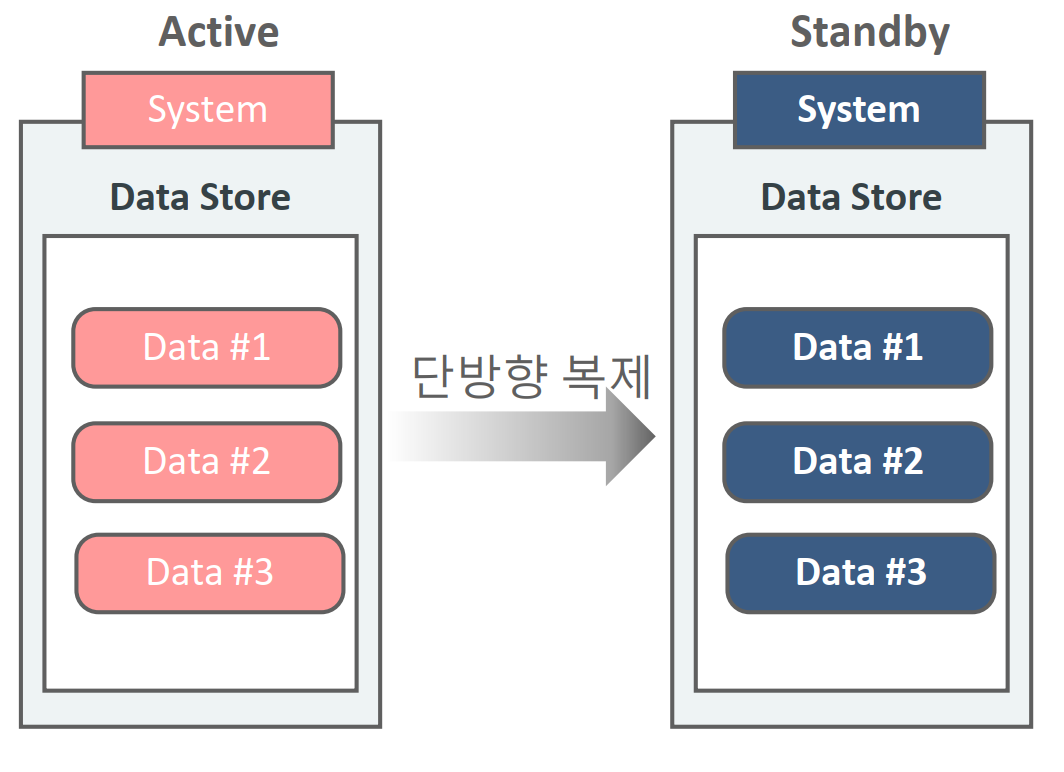 Active
System
Data Store
Data #1
Data #2
Data #3
단방향 복제
Standby
System
Data Store
Data #1
Data #2
Data #3